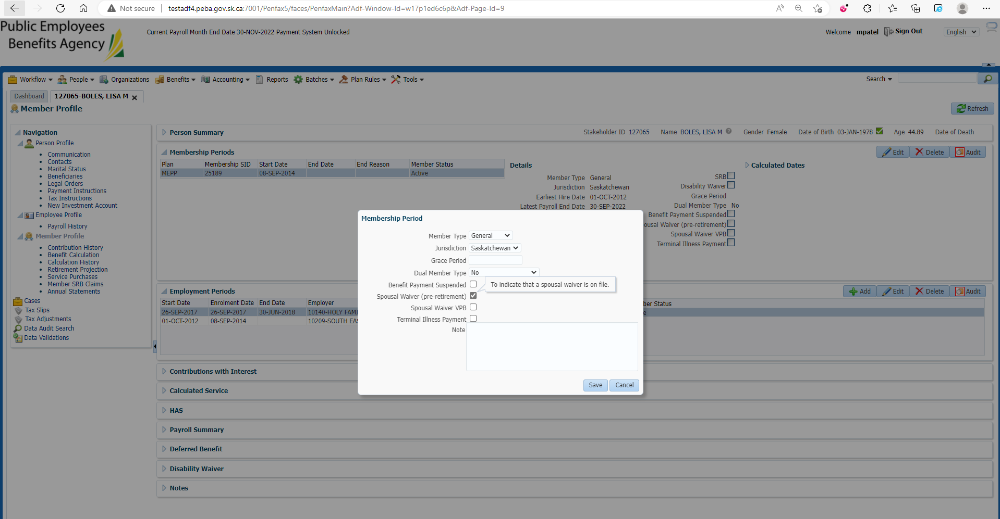 Not secure | testadf4.peba.gov.sk.ca:7001/Penfax5/faces/PenfaxMain?Adf-Window-Id=w17p1ed6c6p&Adf-Page-Id=9
Public Employees
Benefits Agency
Current Payroll Month End Date 30-NOV-2022 Payment System Unlocked
Welcome mpatel Sign Out English
Workflow People Organizations Benefits Accounting Reports Batches Plan Rules Tools Search
Dashboard 127065-BOLES, LISA M
Member Profile
Refresh
Navigation
Person Profile
Communication
Contacts
Marital Status
Beneficiaries
Legal Orders
Payment Instructions
Tax Instructions
New Investment Account
Employee Profile
Payroll History
Member Profile
Contribution History
Benefit Calculation
Calculation History
Retirement Projection
Service Purchases
Member SRB Claims
Annual Statements
Cases
Tax Slips
Tax Adjustments
Data Audit Search
Data Validations
Person Summary
Stakeholder ID 127065 Name BOLES, LISA M Gender Female Date of Birth 03-JAN-1978 Age 44.89 Date of Death
Membership Periods
Edit Delete Audit
Plan Membership SID Start Date End Date End Reason Member Status
MEPP 25189 08-SEP-2014 Active
Details
Member Type General
Jurisdiction Saskatchewan
Earliest Hire Date 01-OCT-2012
Latest Payroll End Date 30-SEP-2022
SRB
Disability Waiver
Grace Period
Dual Member Type No
Benefit Payment Suspended
ousal Waiver (pre-retirement)
Spousal Waiver VPB
Terminal Illness Payment
Calculated Dates
Membership Period
Member Type General
Jurisdiction Saskatchewan
Grace Period
Dual Member Type No
Benefit Payment Suspended
To indicate that a spousal waiver is on file.
Spousal Waiver (pre-retirement)
Spousal Waiver VPB
Terminal Illness Payment
Note
Save Cancel
Employment Periods
Add Edit Delete Audit
Start Date Enrolment Date End Date Employer ber Status
26-SEP-2017 26-SEP-2017 30-JUN-2018 10140-HOLY FAMI e
01-OCT-2012 08-SEP-2014 10209-SOUTH EAS
Contributions with Interest
Calculated Service
HAS
Payroll Summary
Deferred Benefit
Disability Waiver
Notes